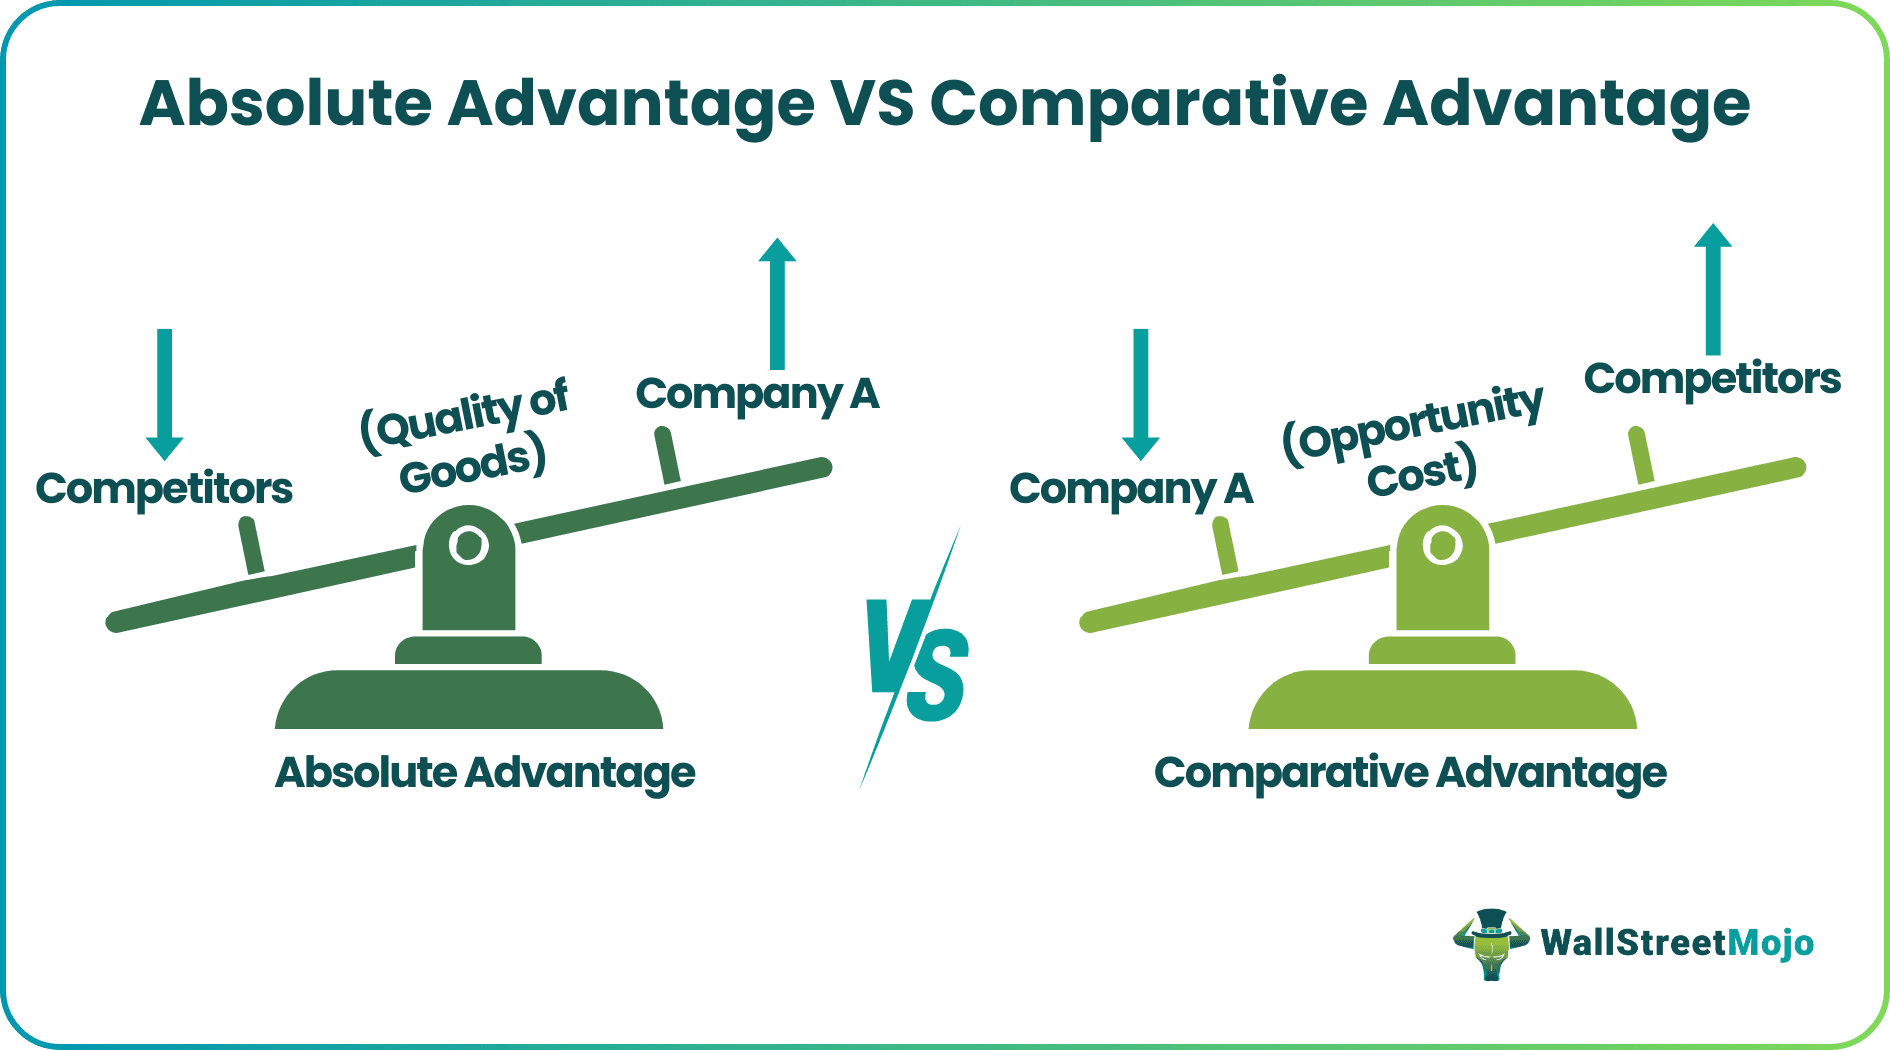 Absolute Advantage VS Comparative Advantage
Competitors
(Quality of
Goods)
Company A
Absolute Advantage
VS
Company A
(Opportunity
Cost)
Competitors
Comparative Advantage
WallStreetMojo